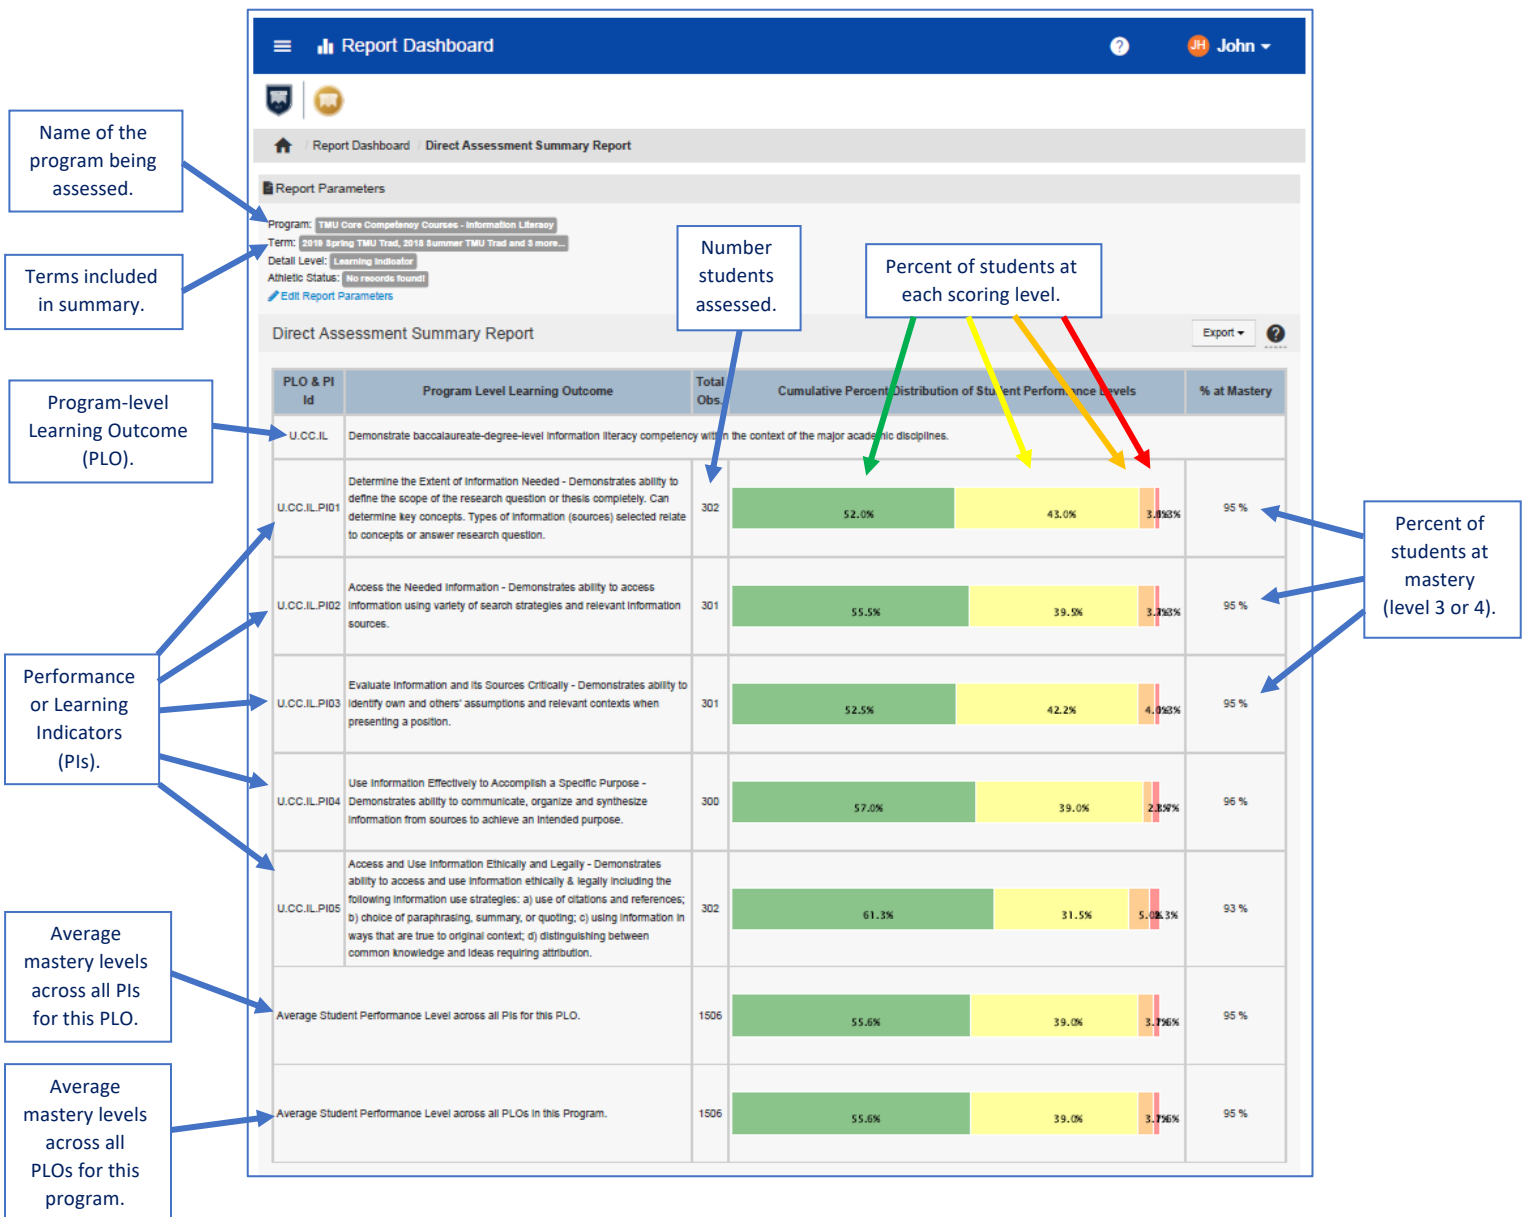 Report Dashboard
?
JH John
Report Dashboard / Direct Assessment Summary Report
Name of the
program being
assessed.
Report Parameters
Program: TMU Core Competency Courses - Information Literacy
Term: 2019 Spring TMU Trad, 2018 Summer TMU Trad and 3 more...
Detail Level: Learning Indicator
Athletic Status: No records found!
Edit Report Parameters
Terms included
in summary.
Number
students
assessed.
Percent of students at
each scoring level.
Direct Assessment Summary Report
Export
?
PLO & PI
Id
Program Level Learning Outcome
Total
Obs.
Cumulative Percent Distribution of Student Performance Levels
% at Mastery
Program-level
Learning Outcome
(PLO).
U.CC.IL
Demonstrate baccalaureate-degree-level information literacy competency within the context of the major academic disciplines.
U.CC.IL.PI01
Determine the Extent of Information Needed - Demonstrates ability to
define the scope of the research question or thesis completely. Can
determine key concepts. Types of information (sources) selected relate
to concepts or answer research question.
302
52.0%
43.0%
95 %
Percent of
students at
mastery
(level 3 or 4).
U.CC.IL.PI02
Access the Needed Information - Demonstrates ability to access
information using variety of search strategies and relevant information
sources.
301
55.5%
39.5%
95 %
Performance
or Learning
Indicators
(PIs).
U.CC.IL.PI03
Evaluate Information and its Sources Critically - Demonstrates ability to
identify own and others' assumptions and relevant contexts when
presenting a position.
301
52.5%
42.2%
95 %
U.CC.IL.PI04
Use Information Effectively to Accomplish a Specific Purpose -
Demonstrates ability to communicate, organize and synthesize
information from sources to achieve an intended purpose.
300
57.0%
39.0%
96 %
U.CC.IL.PI05
Access and Use Information Ethically and Legally - Demonstrates
ability to access and use information ethically & legally including the
following information use strategies: a) use of citations and references;
b) choice of paraphrasing, summary, or quoting; c) using information in
ways that are true to original context; d) distinguishing between
common knowledge and ideas requiring attribution.
302
61.3%
31.5%
93 %
Average
mastery levels
across all PIs
for this PLO.
Average Student Performance Level across all PIs for this PLO.
1506
55.6%
39.0%
95 %
Average
mastery levels
across all
PLOs for this
program.
Average Student Performance Level across all PLOs in this Program.
1506
55.6%
39.0%
95 %